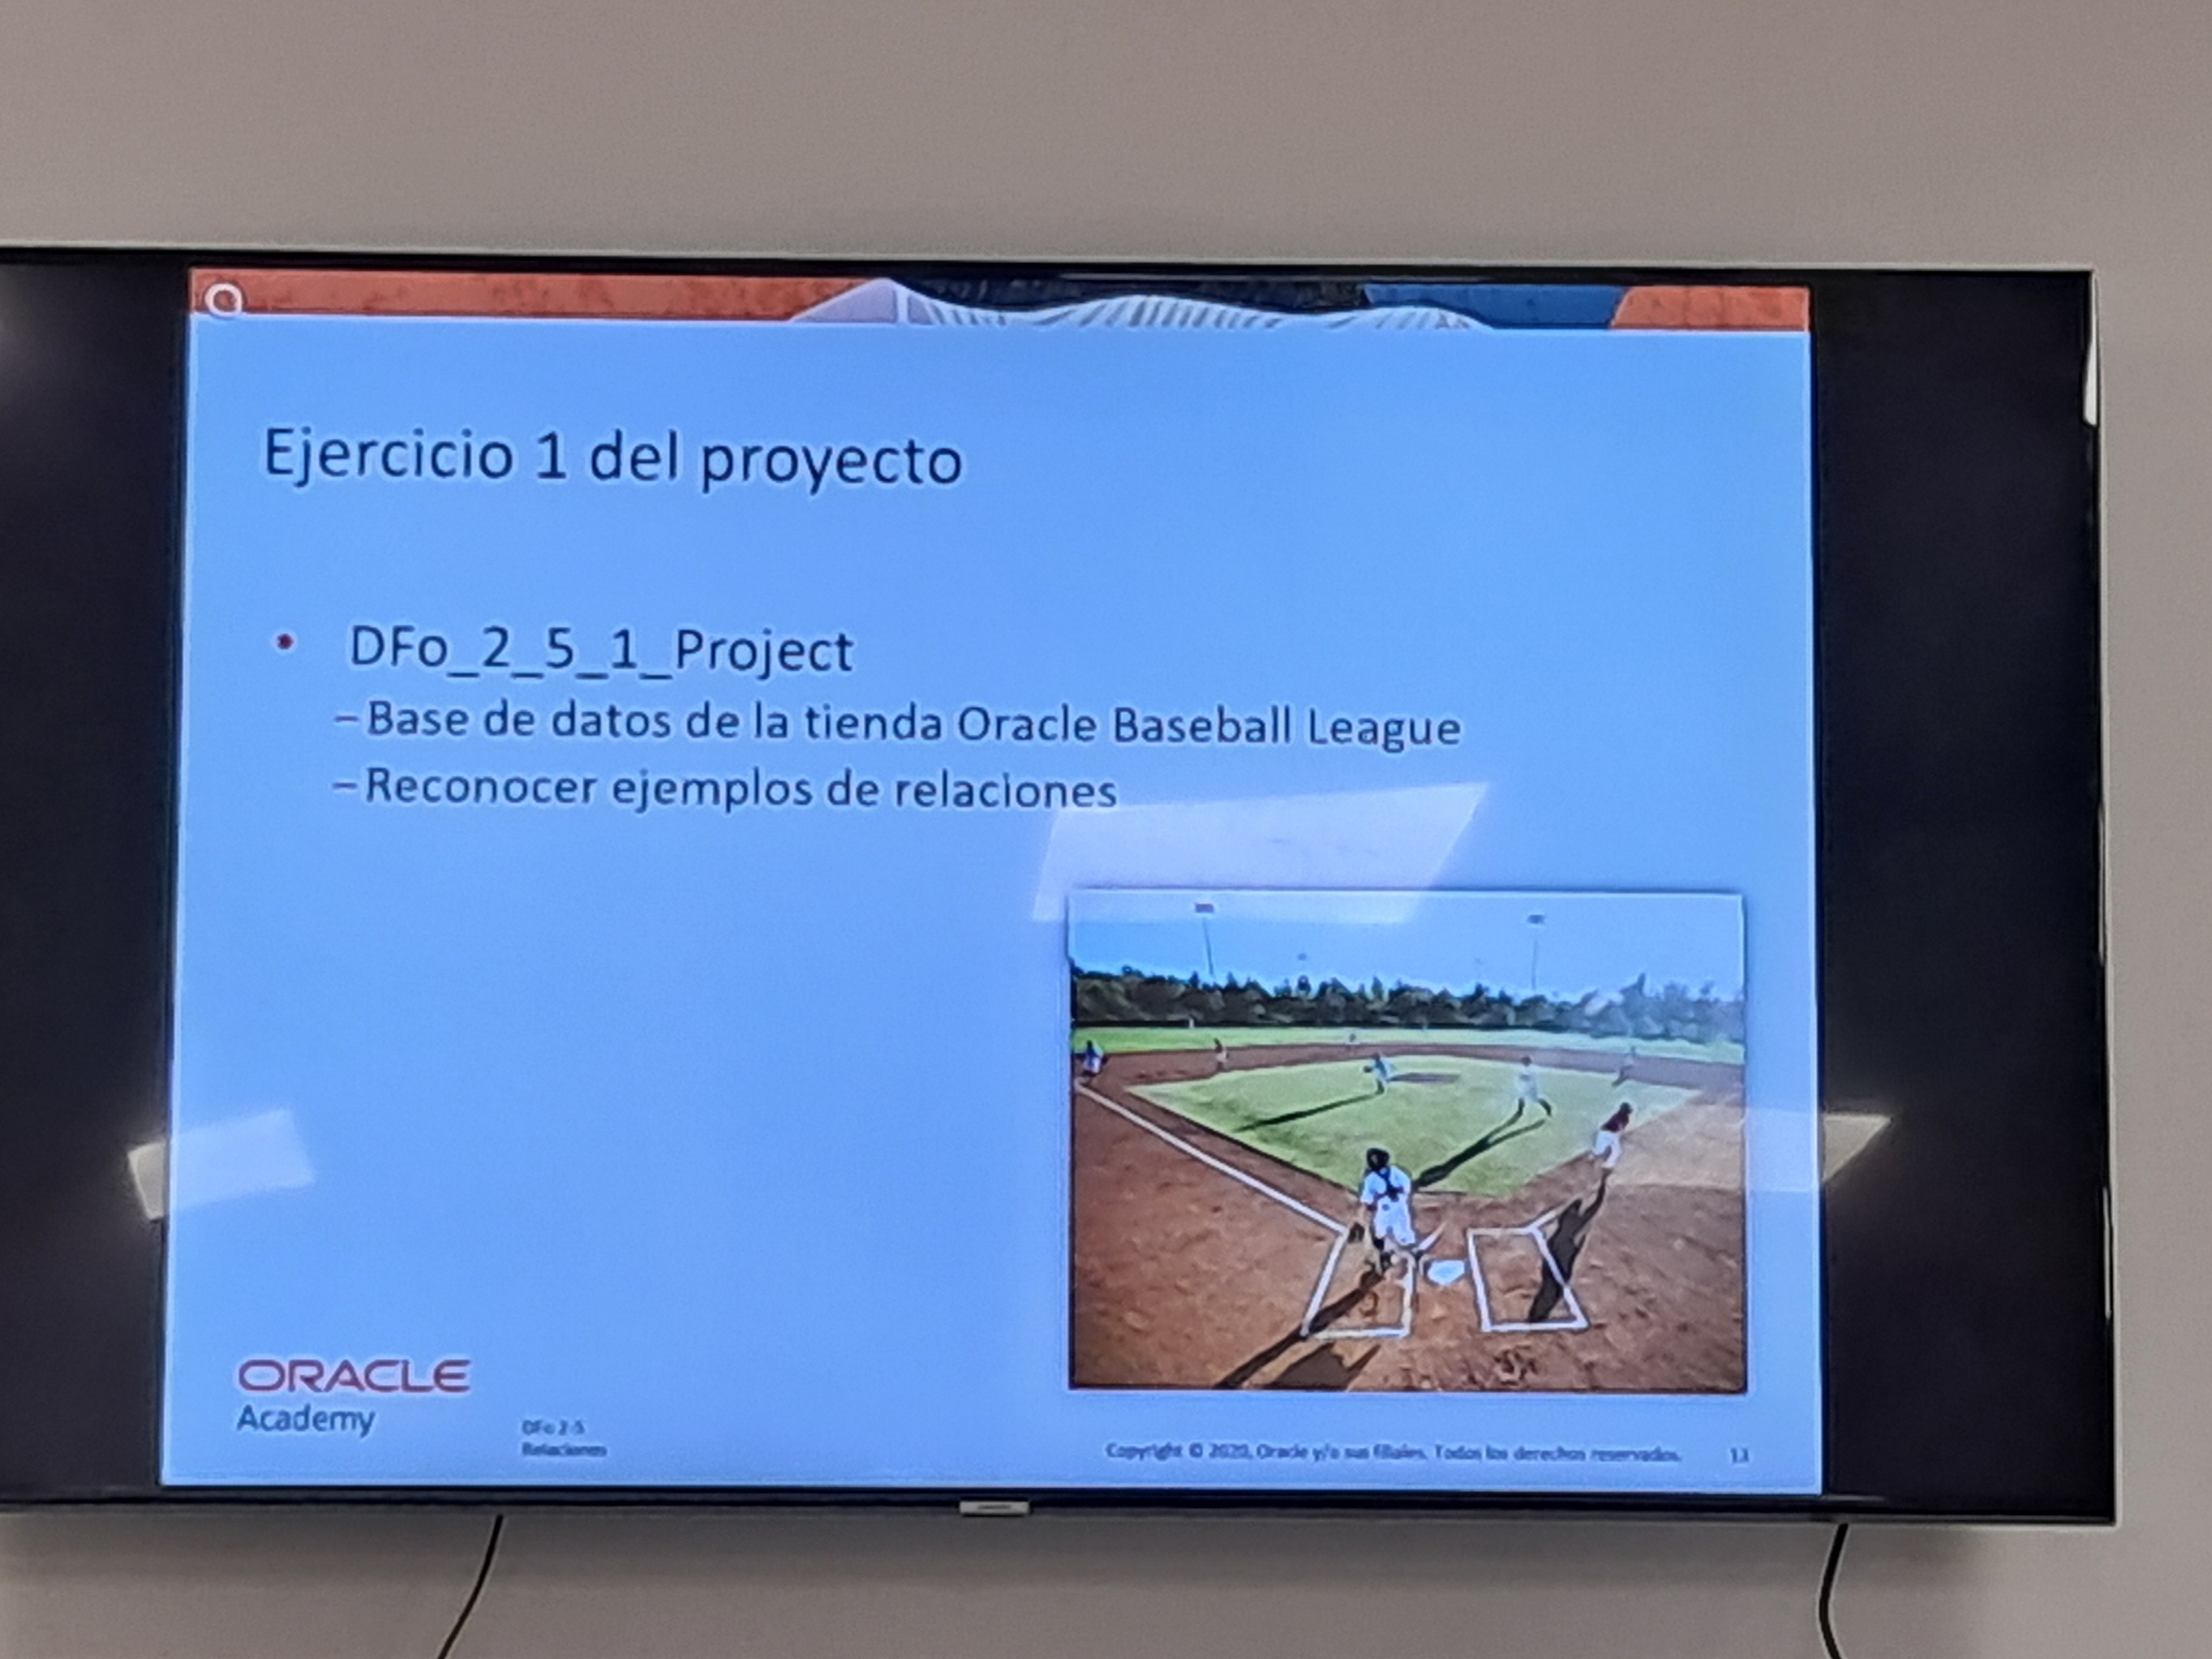 Ejercicio 1 del proyecto
• DFo_2_5_1_Project
– Base de datos de la tienda Oracle Baseball League
– Reconocer ejemplos de relaciones
ORACLE
Academy
DFo 2-5
Relaciones
Copyright © 2020, Oracle y/o sus filiales. Todos los derechos reservados.